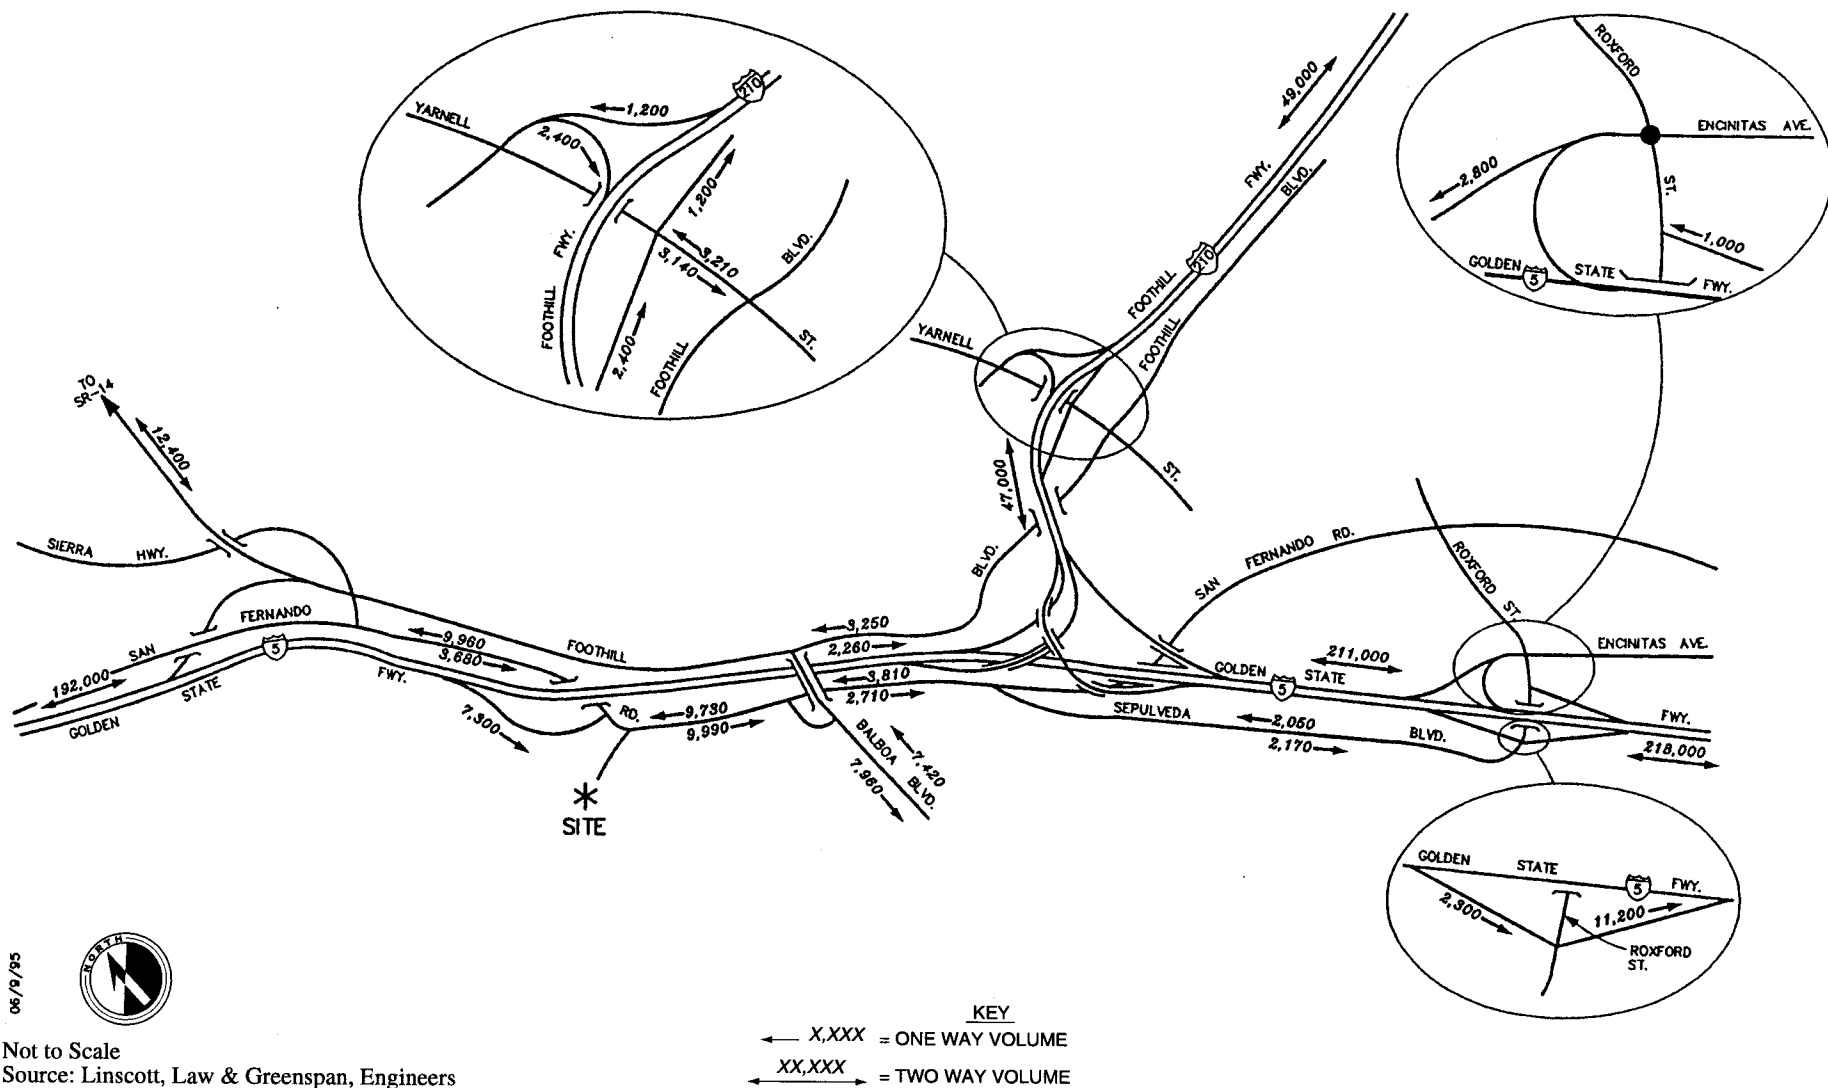 210
1,200
YARNELL
2,400
1,200
FWY.
3,210
3,140
BLVD.
FOOTHILL
2,400
FOOTHILL
ST.
49,000
FWY.
BLVD.
210
FOOTHILL
FOOTHILL
YARNELL
ST.
47,000
ROXFORD
ENCINITAS AVE.
2,800
ST.
1,000
GOLDEN
5
STATE
FWY.
TO
SR-14
12,400
SIERRA HWY.
SAN FERNANDO
5
192,000
GOLDEN STATE
FWY.
9,960
3,680
FOOTHILL
BLVD.
3,250
2,260
3,810
2,710
7,300
RD.
9,730
9,990
BALBOA BLVD.
7,420
7,960
SITE
SAN FERNANDO RD.
ROXFORD ST.
ENCINITAS AVE.
211,000
GOLDEN STATE
5
FWY.
SEPULVEDA BLVD.
2,050
2,170
218,000
GOLDEN STATE
5
FWY.
2,300
11,200
ROXFORD
ST.
06/9/95
NORTH
Not to Scale
Source: Linscott, Law & Greenspan, Engineers
KEY
X,XXX = ONE WAY VOLUME
XX,XXX = TWO WAY VOLUME